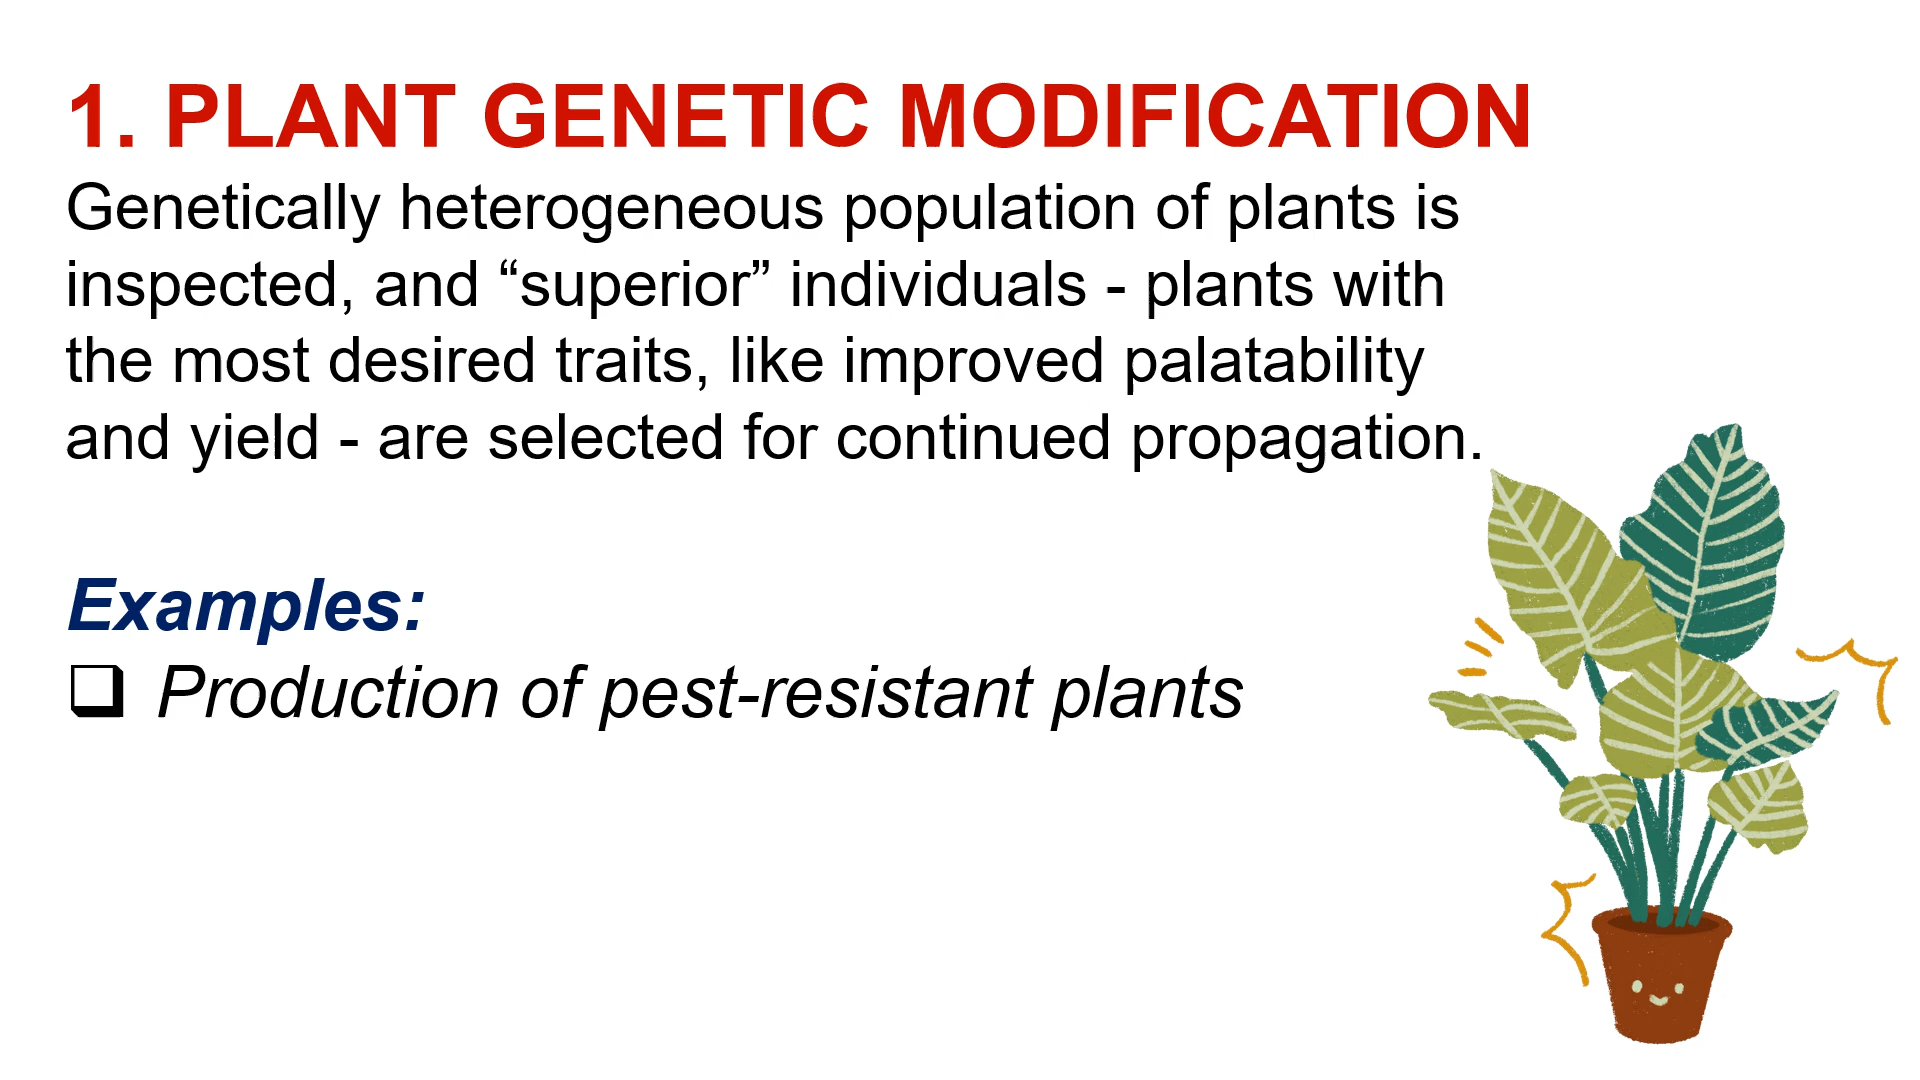 1. PLANT GENETIC MODIFICATION
Genetically heterogeneous population of plants is
inspected, and “superior” individuals - plants with
the most desired traits, like improved palatability
and yield - are selected for continued propagation.
Examples:
❑ Production of pest-resistant plants